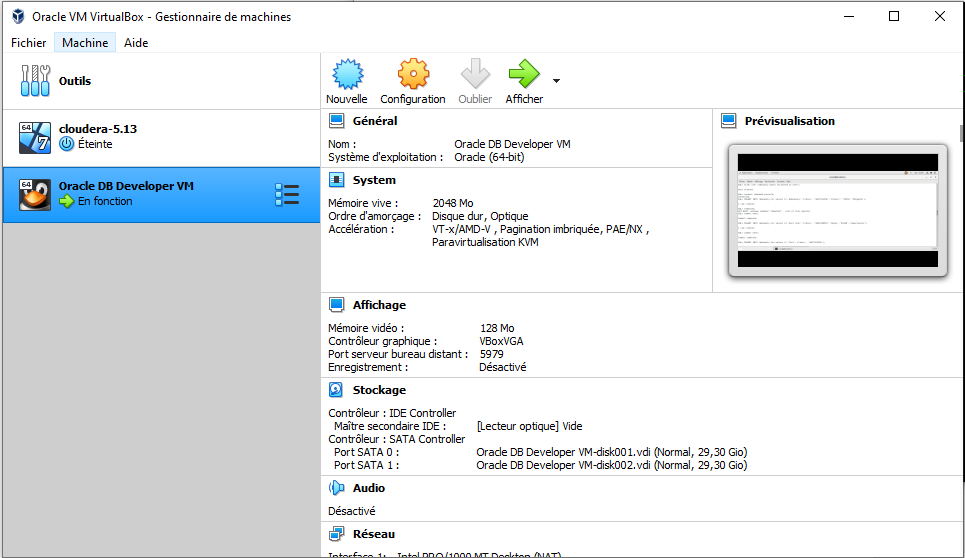 Oracle VM VirtualBox - Gestionnaire de machines
Fichier Machine Aide
Outils
cloudera-5.13
Éteinte
Oracle DB Developer VM
En fonction
Nouvelle Configuration Oublier Afficher
Général
Nom : Oracle DB Developer VM
Système d'exploitation : Oracle (64-bit)
System
Mémoire vive : 2048 Mo
Ordre d'amorçage : Disque dur, Optique
Accélération : VT-x/AMD-V , Pagination imbriquée, PAE/NX ,
Paravirtualisation KVM
Prévisualisation
Affichage
Mémoire vidéo : 128 Mo
Contrôleur graphique : VBoxVGA
Port serveur bureau distant : 5979
Enregistrement : Désactivé
Stockage
Contrôleur : IDE Controller
Maître secondaire IDE : [Lecteur optique] Vide
Contrôleur : SATA Controller
Port SATA 0 : Oracle DB Developer VM-disk001.vdi (Normal, 29,30 Gio)
Port SATA 1 : Oracle DB Developer VM-disk002.vdi (Normal, 29,30 Gio)
Audio
Désactivé
Réseau
Interface 1: Intel PRO/1000 MT Desktop (NAT)